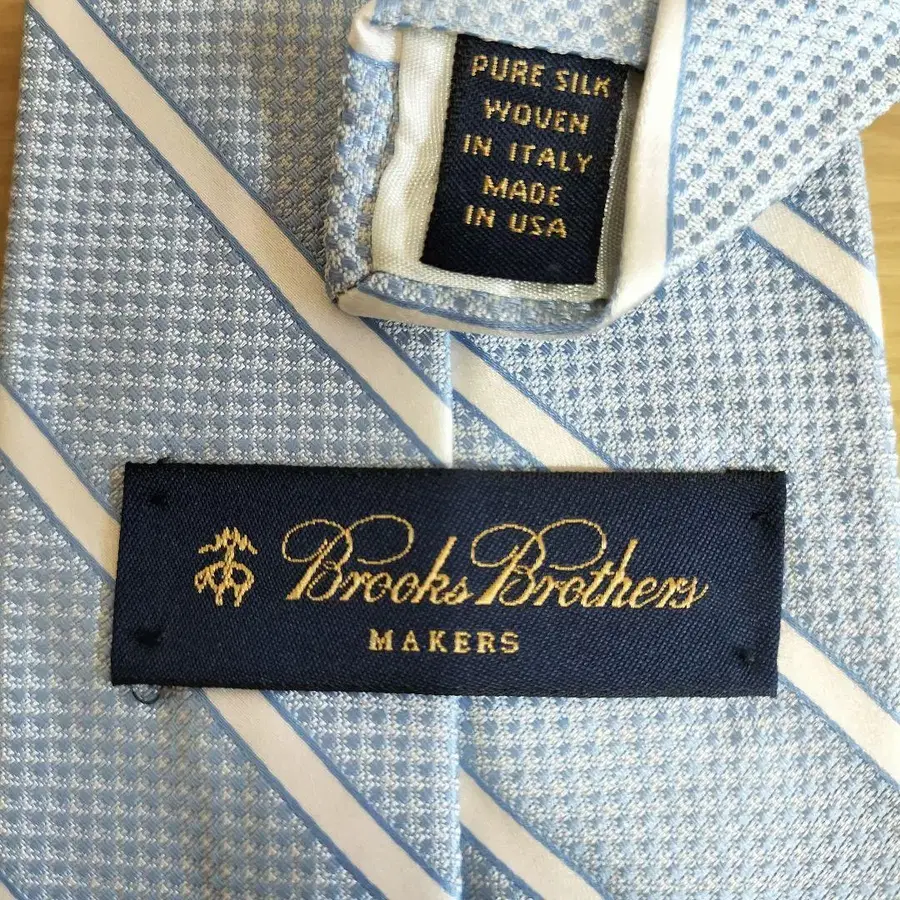 PURE SILK
WOVEN
IN ITALY
MADE
IN USA
Brooks Brothers
MAKERS